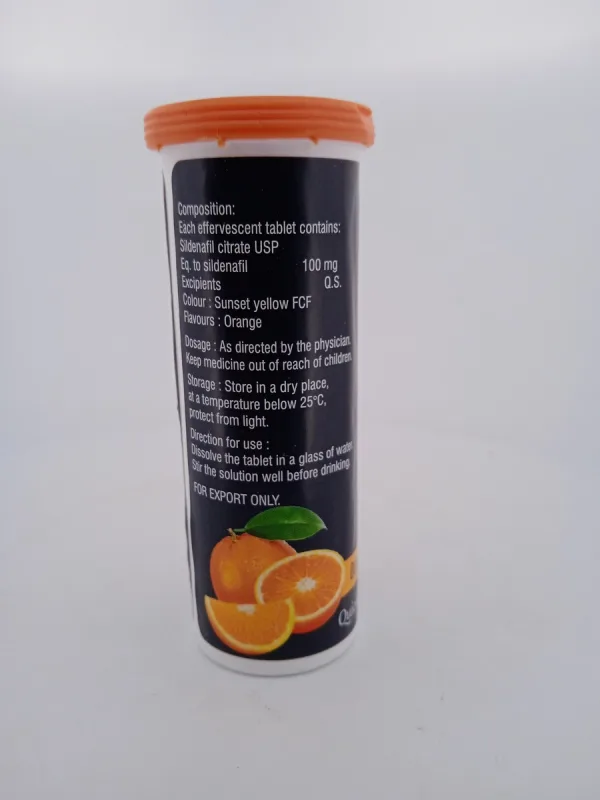 Composition:
Each effervescent tablet contains:
Sildenafil citrate USP
Eq. to sildenafil 100 mg
Excipients Q.S.
Colour : Sunset yellow FCF
Flavours : Orange
Dosage : As directed by the physician.
Keep medicine out of reach of children.
Storage : Store in a dry place,
at a temperature below 25°C,
protect from light.
Direction for use :
Dissolve the tablet in a glass of water
Stir the solution well before drinking.
FOR EXPORT ONLY.